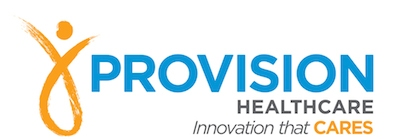 PROVISION
HEALTHCARE
Innovation that CARES